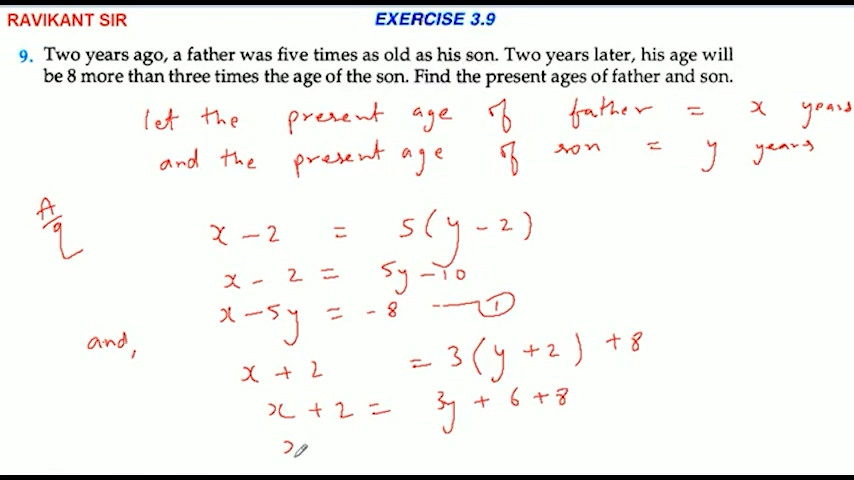 RAVIKANT SIR
EXERCISE 3.9
9. Two years ago, a father was five times as old as his son. Two years later, his age will
be 8 more than three times the age of the son. Find the present ages of father and son.
let the present age of father = x years
and the present age of son = y years
A/q
x - 2 = 5(y - 2)
x - 2 = 5y - 10
x - 5y = - 8 —— ①
and,
x + 2 = 3(y + 2) + 8
x + 2 = 3y + 6 + 8
x